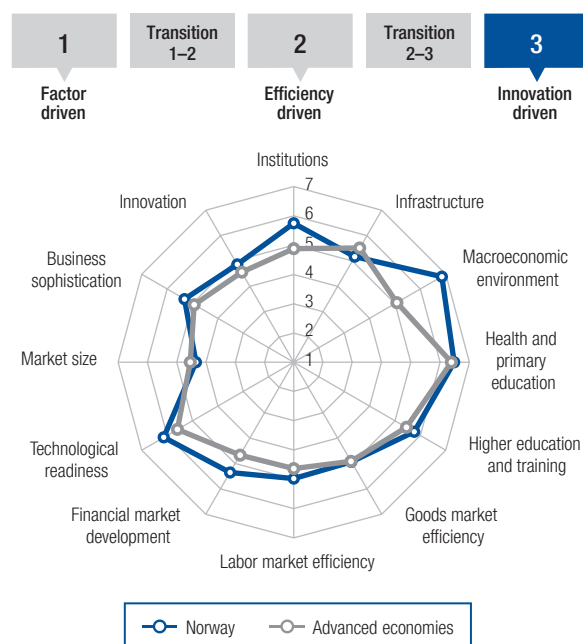 1
Transition
1–2
2
Transition
2–3
3
Factor
driven
Efficiency
driven
Innovation
driven
Institutions
7
Innovation
6
Infrastructure
5
Business
sophistication
4
Macroeconomic
environment
3
2
Market size
1
Health and
primary
education
Technological
readiness
Higher education
and training
Financial market
development
Goods market
efficiency
Labor market efficiency
Norway
Advanced economies